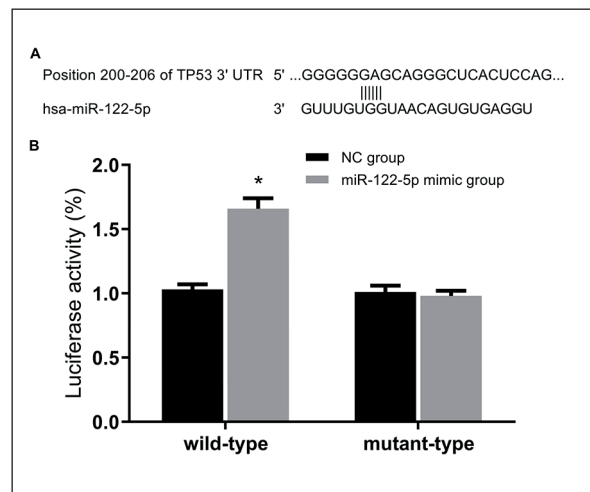 A
Position 200-206 of TP53 3' UTR 5' ...GGGGGGAGCAGGGCUCACUCCAG...
||||||
hsa-miR-122-5p 3' GUUUGUGGUAACAGUGUGAGGU
B
NC group
miR-122-5p mimic group
*
Luciferase activity (%)
2.0
1.5
1.0
0.5
0.0
wild-type mutant-type